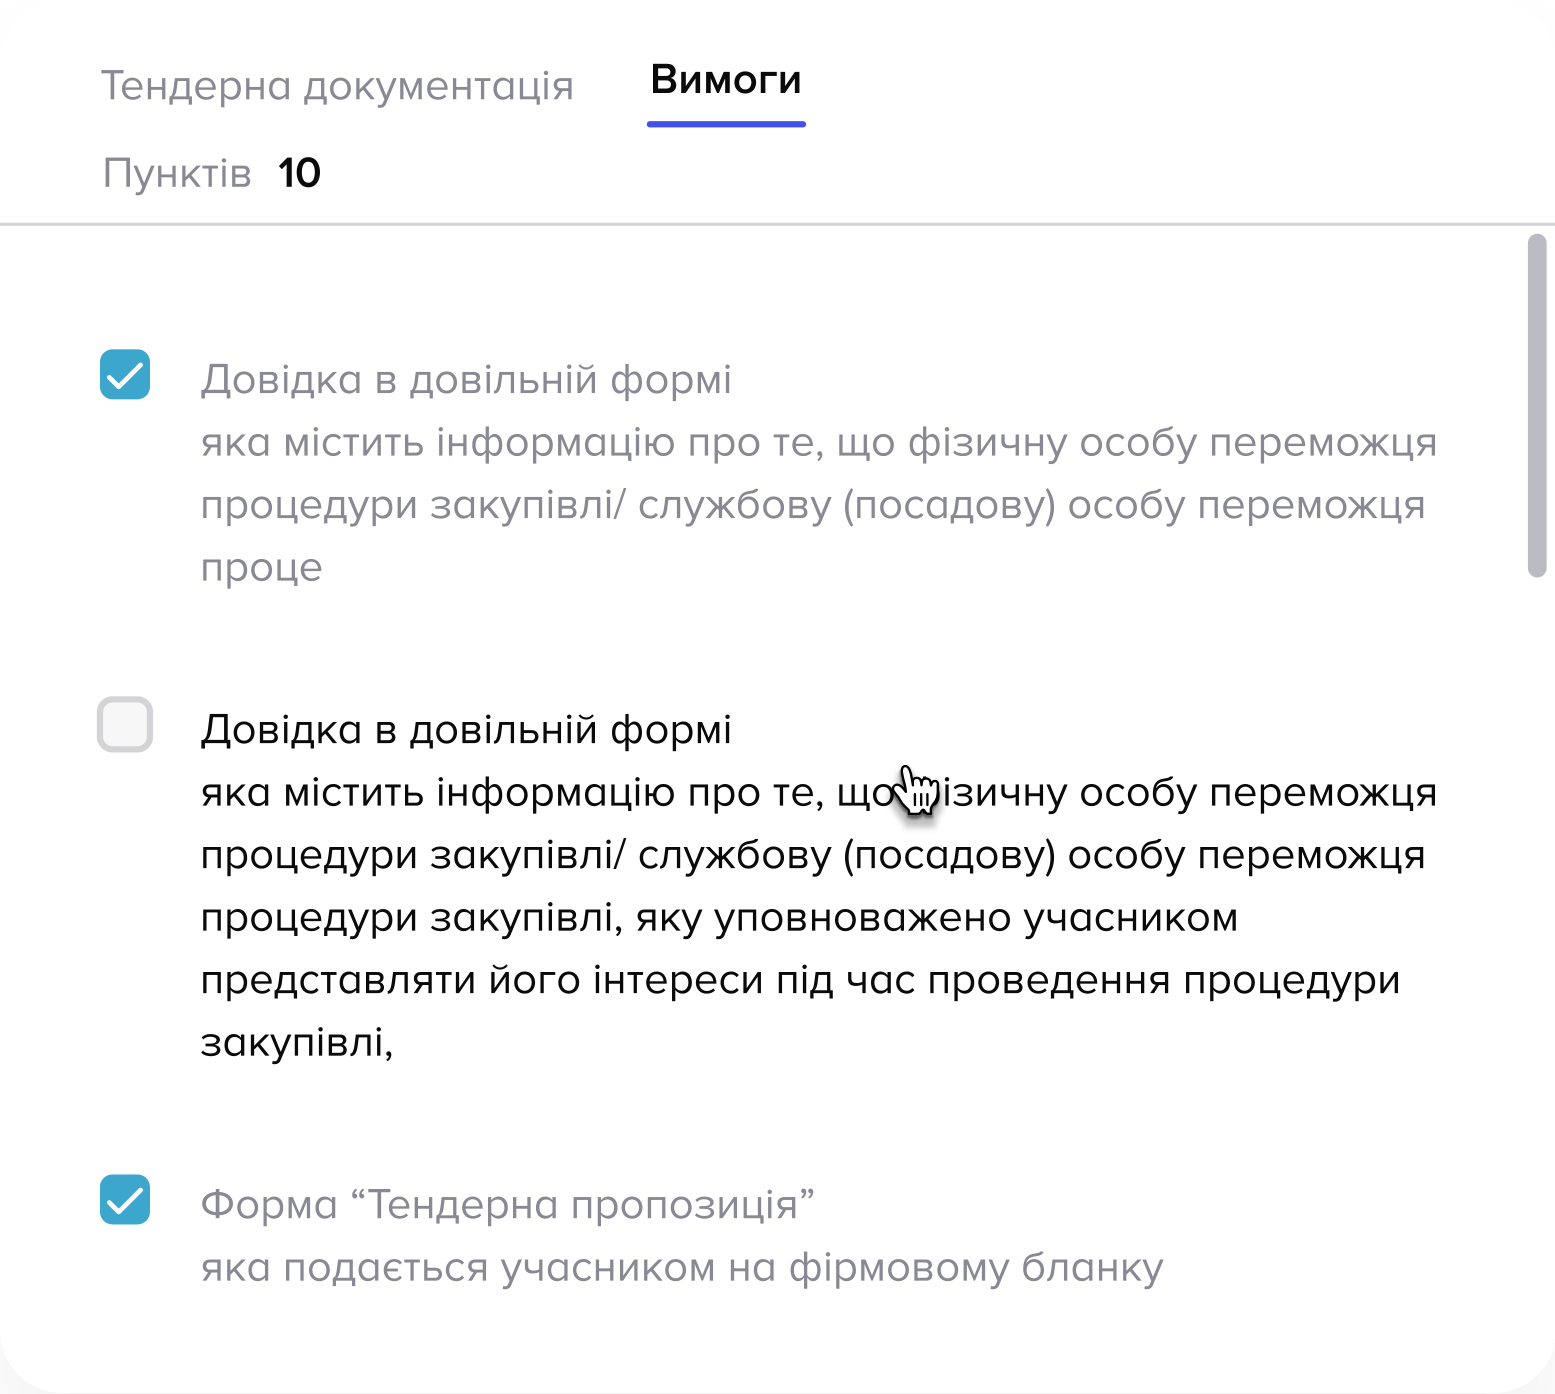 Тендерна документація Вимоги
Пунктів 10
Довідка в довільній формі
яка містить інформацію про те, що фізичну особу переможця
процедури закупівлі/ службову (посадову) особу переможця
проце
Довідка в довільній формі
яка містить інформацію про те, що фізичну особу переможця
процедури закупівлі/ службову (посадову) особу переможця
процедури закупівлі, яку уповноважено учасником
представляти його інтереси під час проведення процедури
закупівлі,
Форма “Тендерна пропозиція”
яка подається учасником на фірмовому бланку